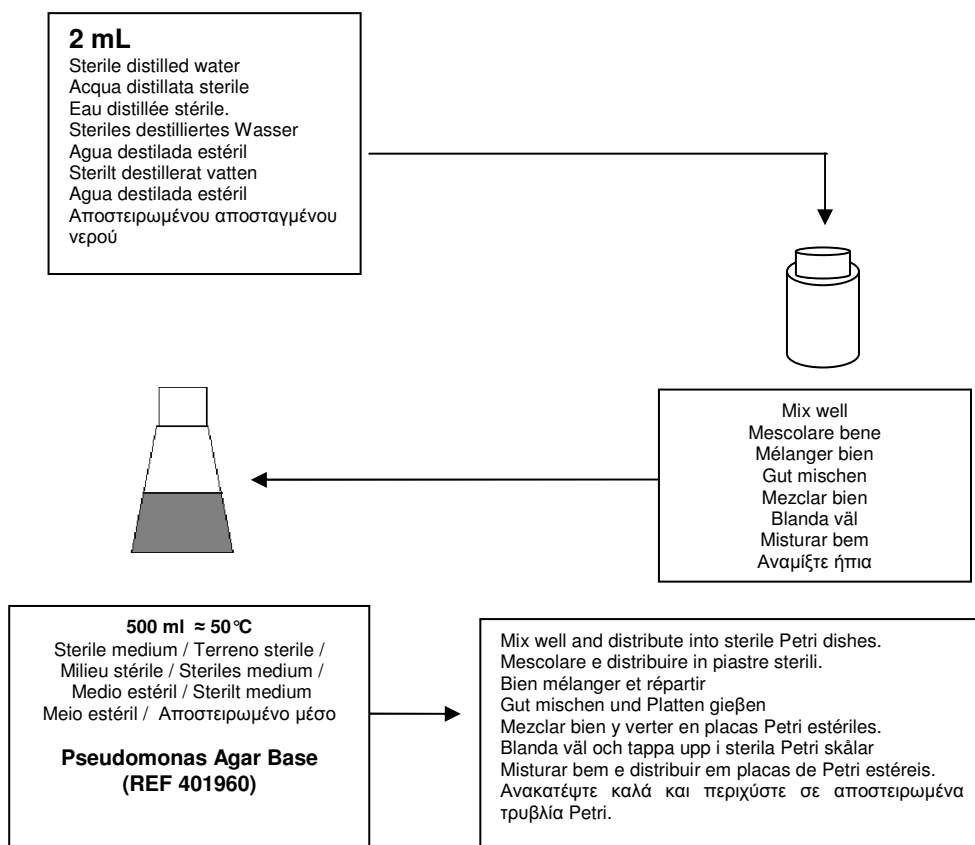 2 mL
Sterile distilled water
Acqua distillata sterile
Eau distillée stérile.
Steriles destilliertes Wasser
Agua destilada estéril
Sterilt destillerat vatten
Agua destilada estéril
Αποστειρωμένου αποσταγμένου
νερού
Mix well
Mescolare bene
Mélanger bien
Gut mischen
Mezclar bien
Blanda väl
Misturar bem
Αναμίξτε ήπια
500 ml ≈ 50°C
Sterile medium / Terreno sterile /
Milieu stérile / Steriles medium /
Medio estéril / Sterilt medium
Meio estéril / Αποστειρωμένο μέσο
Pseudomonas Agar Base
(REF 401960)
Mix well and distribute into sterile Petri dishes.
Mescolare e distribuire in piastre sterili.
Bien mélanger et répartir
Gut mischen und Platten gieβen
Mezclar bien y verter en placas Petri estériles.
Blanda väl och tappa upp i sterila Petri skålar
Misturar bem e distribuir em placas de Petri estéreis.
Ανακατέψτε καλά και περιχύστε σε αποστειρωμένα
τρυβλία Petri.